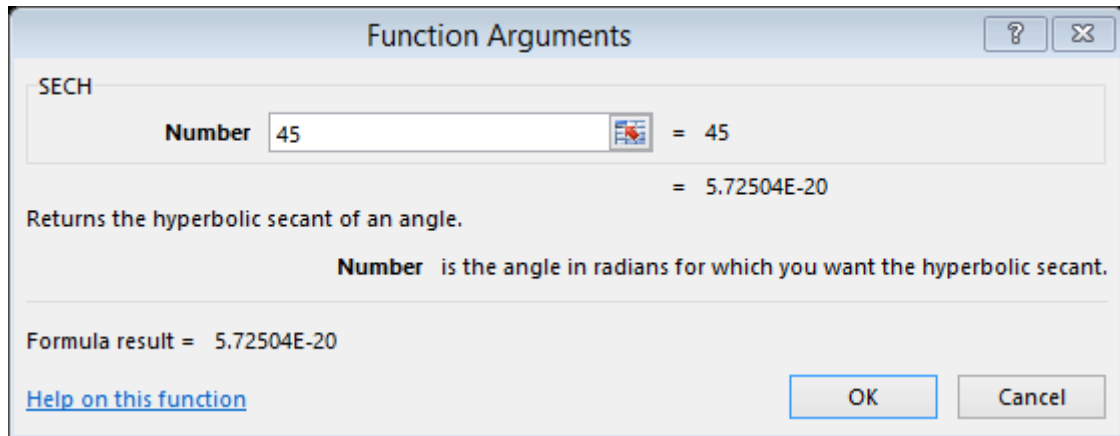 Function Arguments
SECH
Number 45 = 45
= 5.72504E-20
Returns the hyperbolic secant of an angle.
Number is the angle in radians for which you want the hyperbolic secant.
Formula result = 5.72504E-20
Help on this function OK Cancel